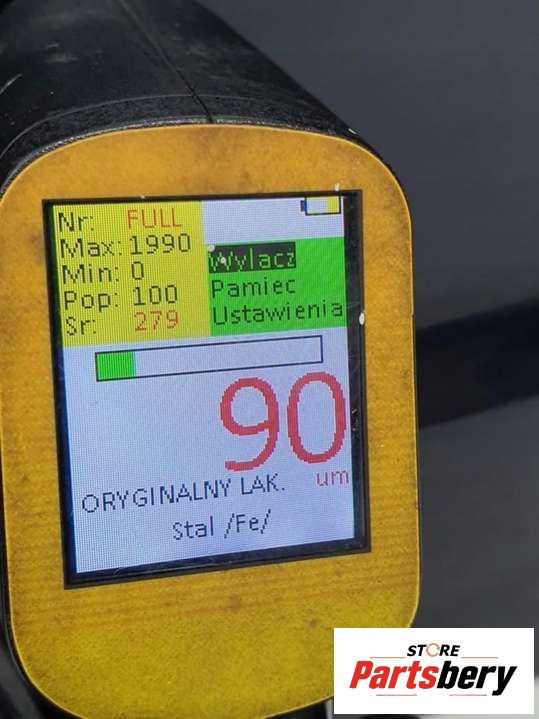 Nr: FULL
Max: 1990
Min: 0
Pop: 100
Sr: 279
Wylacz
Pamiec
Ustawienia
90
um
ORYGINALNY LAK.
Stal /Fe/
STORE
Partsbery